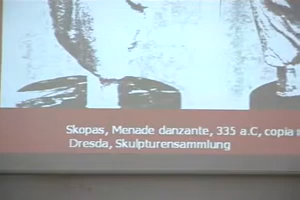 Skopas, Menade danzante, 335 a.C, copia
Dresda, Skulpturensammlung